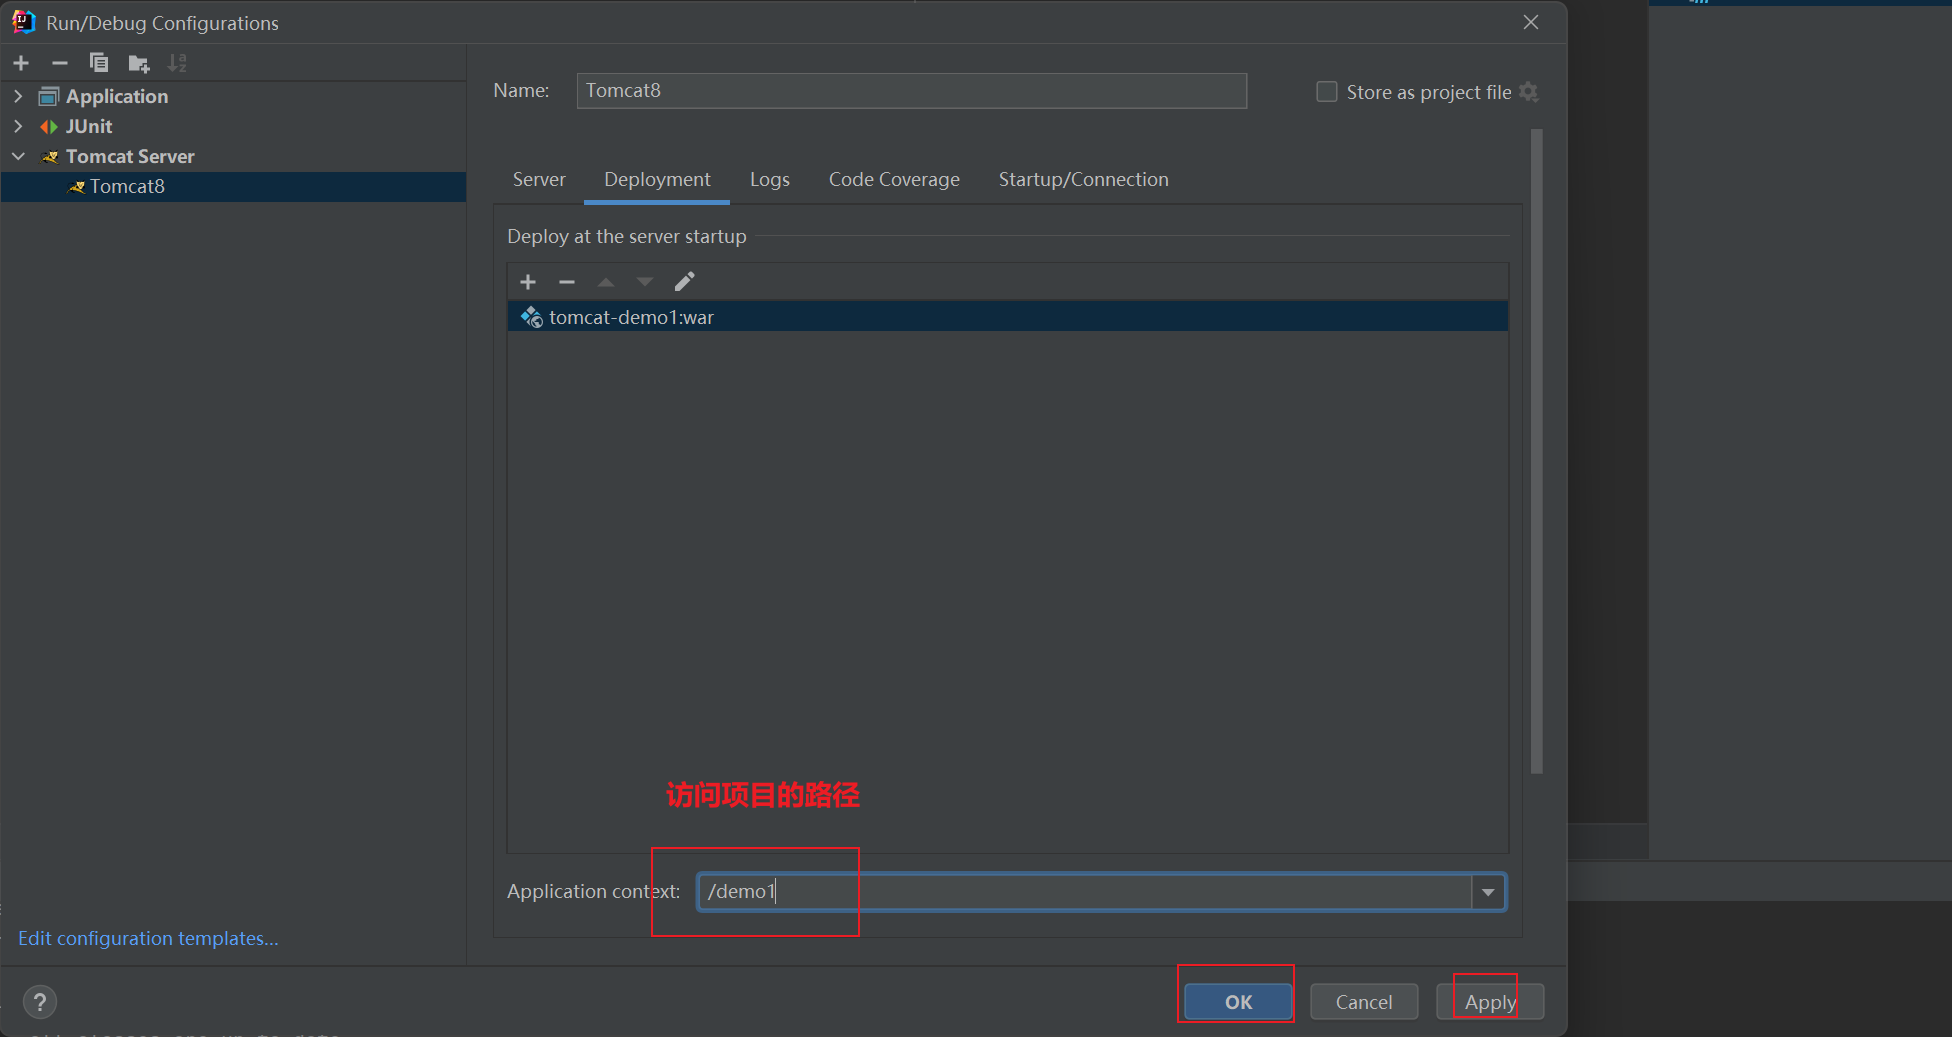 Run/Debug Configurations
Application
JUnit
Tomcat Server
Tomcat8
Edit configuration templates...
Name:
Tomcat8
Store as project file
Server
Deployment
Logs
Code Coverage
Startup/Connection
Deploy at the server startup
tomcat-demo1:war
访问项目的路径
Application context:
/demo1
?
OK
Cancel
Apply